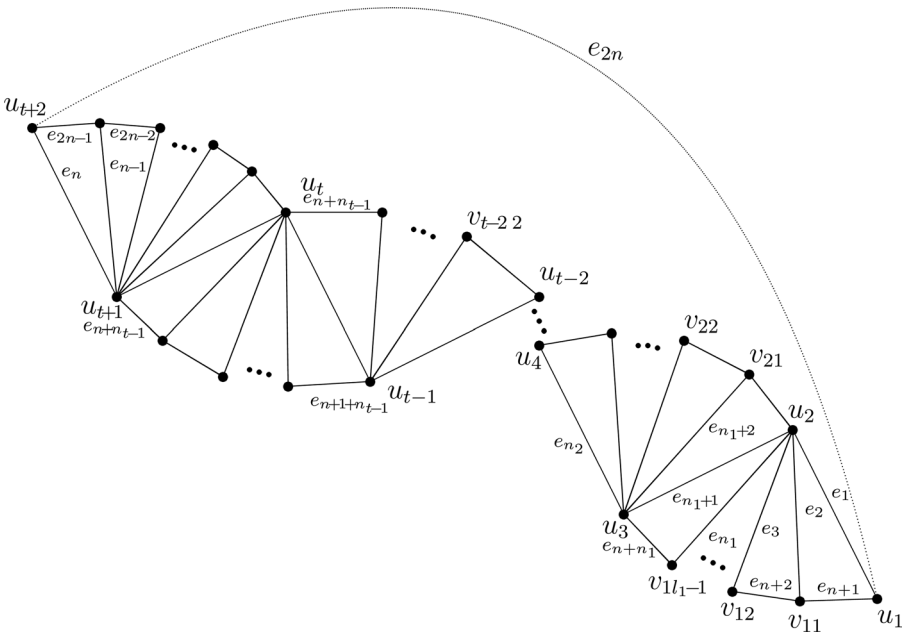 e_{2n}
u_{t+2}
e_{2n-1} e_{2n-2}
e_n e_{n-1}
u_t
e_{n+n_{t-1}}
v_{t-2 2}
u_{t-2}
u_{t+1}
e_{n+n_{t-1}}
e_{n+1+n_{t-1}} u_{t-1}
u_4 v_{22}
v_{21}
u_2
e_{n_2} e_{n_1+2}
e_{n_1+1} e_1
u_3 e_{n_1} e_3 e_2
e_{n+n_1}
v_{1l_1-1} e_{n+2} e_{n+1}
v_{12} v_{11} u_1